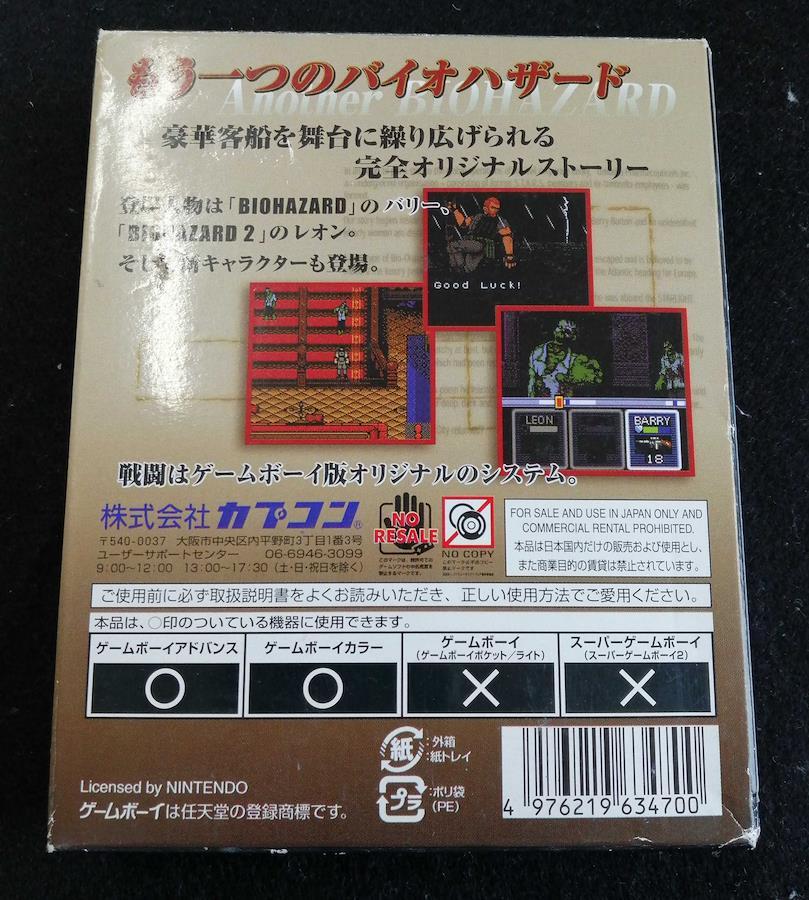 もう一つのバイオハザード
Another BIOHAZARD
豪華客船を舞台に繰り広げられる
完全オリジナルストーリー
登場人物は「BIOHAZARD」のバリー、
「BIOHAZARD 2」のレオン。
そして新キャラクターも登場。
Good Luck!
LEON
BARRY
18
戦闘はゲームボーイ版オリジナルのシステム。
株式会社 カプコン®
〒540-0037 大阪市中央区内平野町3丁目1番3号
ユーザーサポートセンター 06-6946-3099
9:00~12:00 13:00~17:30 (土・日・祝日を除く)
NO
RESALE
NO COPY
FOR SALE AND USE IN JAPAN ONLY AND
COMMERCIAL RENTAL PROHIBITED.
本品は日本国内だけの販売および使用とし、
また商業目的の賃貸は禁止されています。
ご使用前に必ず取扱説明書をよくお読みいただき、正しい使用方法でご愛用ください。
本品は、○印のついている機器に使用できます。
ゲームボーイアドバンス
ゲームボーイカラー
ゲームボーイ
(ゲームボーイポケット/ライト)
スーパーゲームボーイ
(スーパーゲームボーイ2)
○ ○ × ×
紙 :外箱
:紙トレイ
プラ :ポリ袋
(PE)
Licensed by NINTENDO
ゲームボーイは任天堂の登録商標です。
4 976219 634700